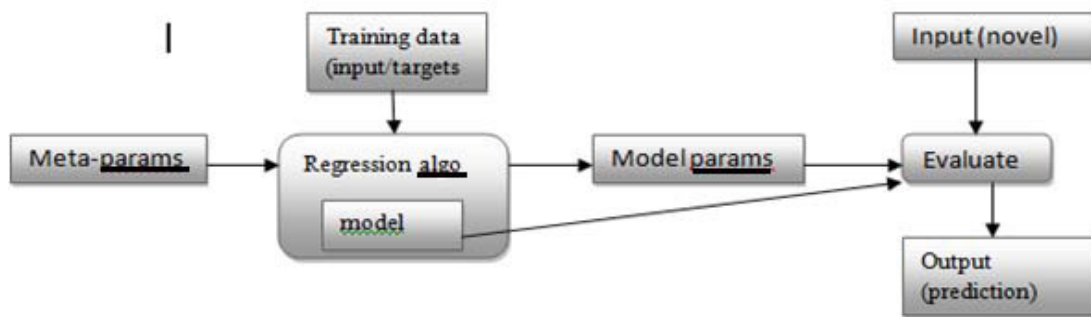 Training data
(input/targets
Input (novel)
Meta-params
Regression algo
model
Model params
Evaluate
Output
(prediction)